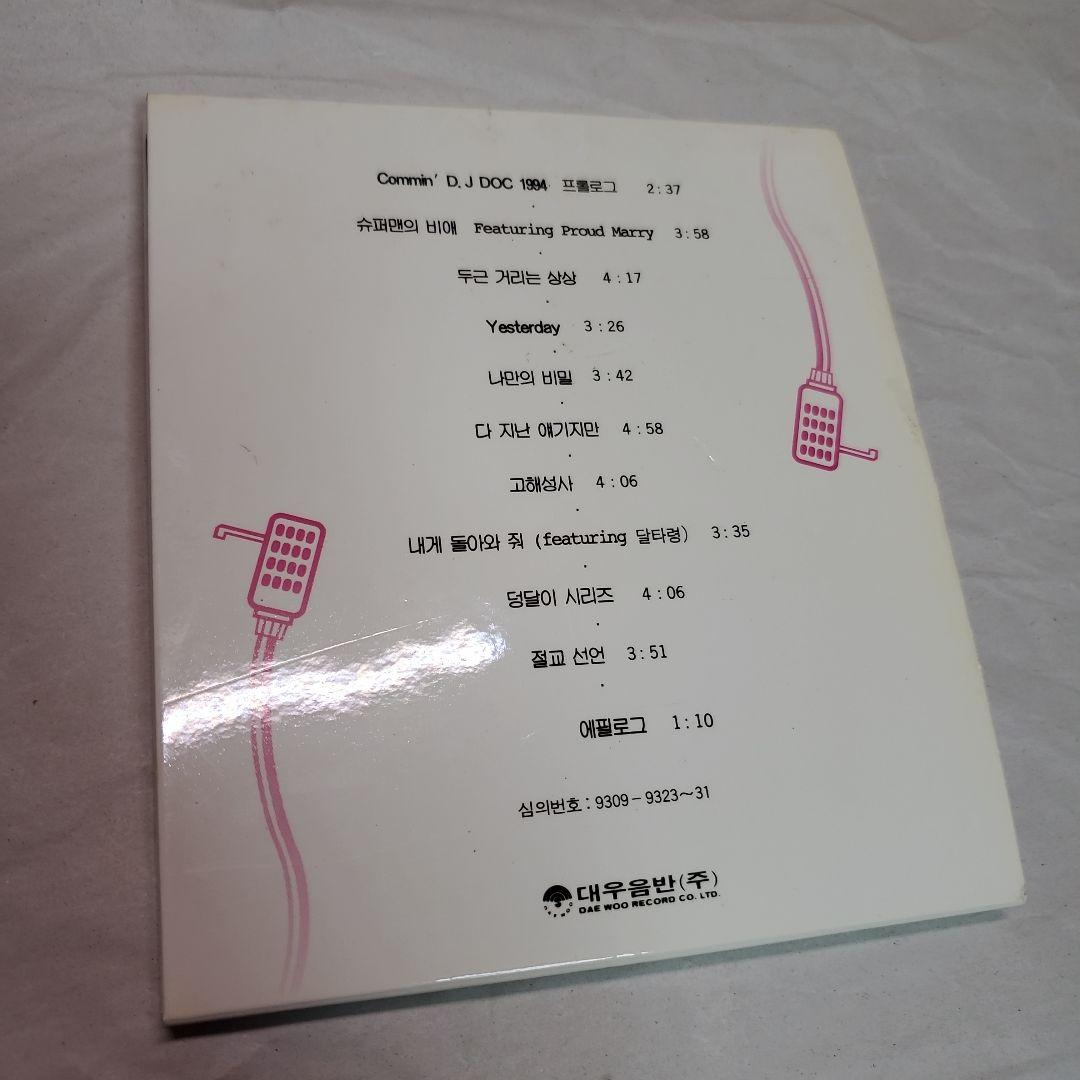 Commin' D.J DOC 1994 프롤로그 2:37
슈퍼맨의 비애 Featuring Proud Marry 3:58
두근 거리는 상상 4:17
Yesterday 3:26
나만의 비밀 3:42
다 지난 얘기지만 4:58
고해성사 4:06
내게 돌아와 줘 (featuring 달타령) 3:35
덩달이 시리즈 4:06
절교 선언 3:51
에필로그 1:10
심의번호:9309-9323~31
대우음반(주)
DAE WOO RECORD CO. LTD.